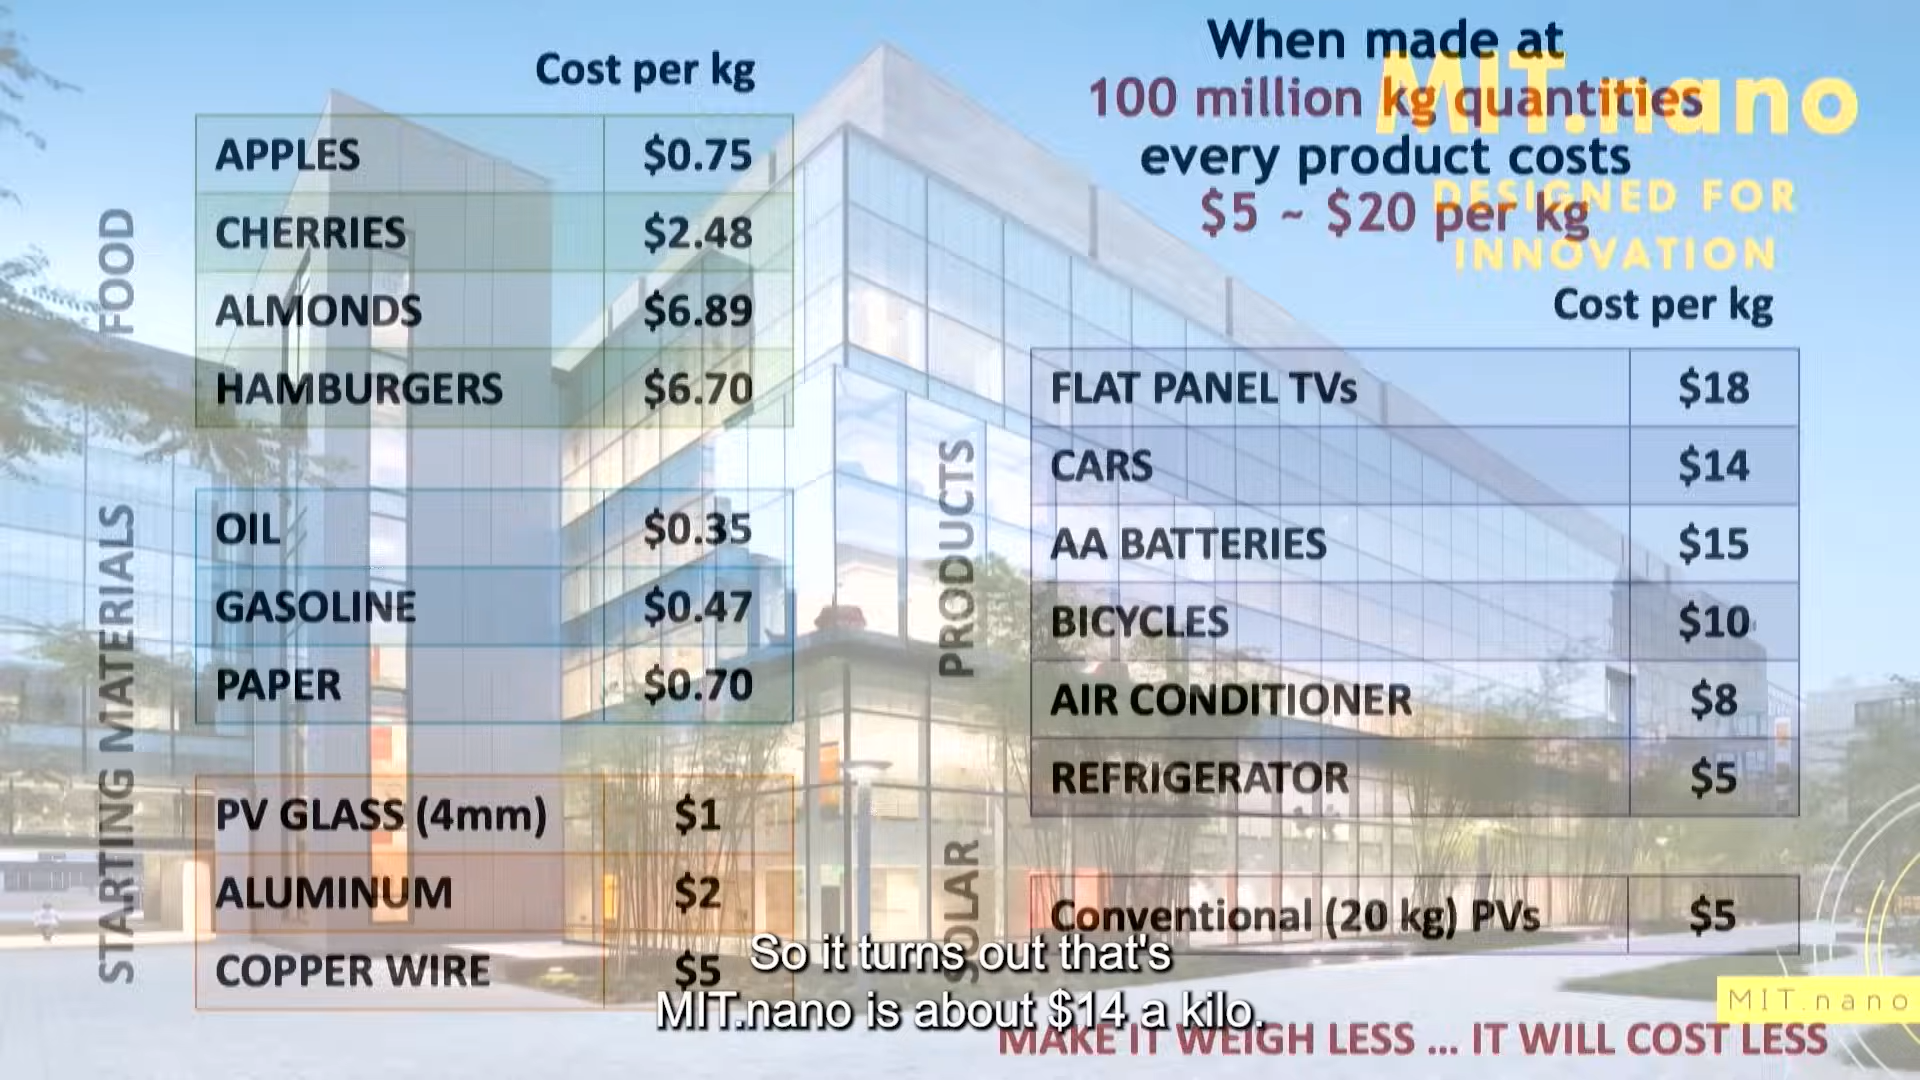 Cost per kg
FOOD
APPLES $0.75
CHERRIES $2.48
ALMONDS $6.89
HAMBURGERS $6.70
STARTING MATERIALS
OIL $0.35
GASOLINE $0.47
PAPER $0.70
PV GLASS (4mm) $1
ALUMINUM $2
COPPER WIRE $5
When made at
100 million kg quantities
every product costs
$5 ~ $20 per kg
MIT.nano
DESIGNED FOR
INNOVATION
Cost per kg
PRODUCTS
FLAT PANEL TVs $18
CARS $14
AA BATTERIES $15
BICYCLES $10
AIR CONDITIONER $8
REFRIGERATOR $5
SOLAR
Conventional (20 kg) PVs $5
MAKE IT WEIGH LESS ... IT WILL COST LESS
MIT.nano
So it turns out that's
MIT.nano is about $14 a kilo.